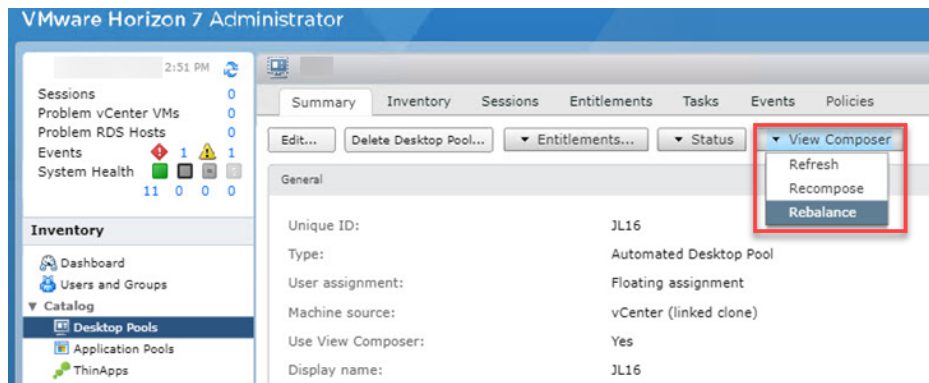 VMware Horizon 7 Administrator
2:51 PM
Sessions 0
Problem vCenter VMs 0
Problem RDS Hosts 0
Events 1 1
System Health
11 0 0 0
Inventory
Dashboard
Users and Groups
Catalog
Desktop Pools
Application Pools
ThinApps
Summary Inventory Sessions Entitlements Tasks Events Policies
Edit... Delete Desktop Pool... Entitlements... Status View Composer
Refresh
Recompose
Rebalance
General
Unique ID: JL16
Type: Automated Desktop Pool
User assignment: Floating assignment
Machine source: vCenter (linked clone)
Use View Composer: Yes
Display name: JL16